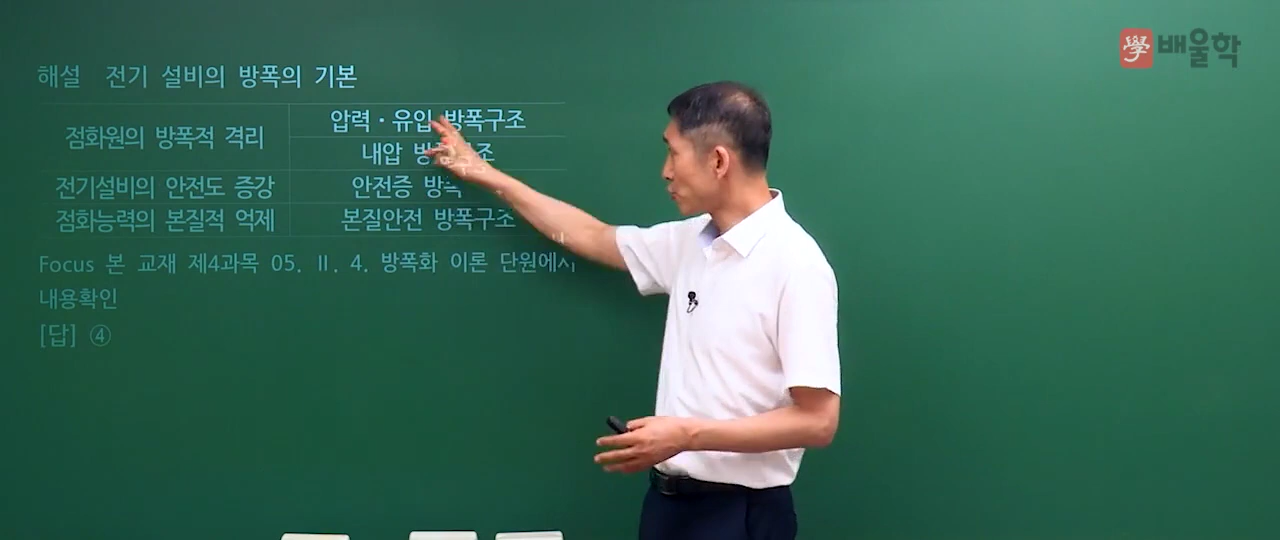 學 배울학
해설 전기 설비의 방폭의 기본
점화원의 방폭적 격리
압력·유입 방폭구조
내압 조
전기설비의 안전도 증강
안전증 방폭
점화능력의 본질적 억제
본질안전 방폭구조
Focus 본 교재 제4과목 05. Ⅱ. 4. 방폭화 이론 단원에서
내용확인
[답] ④